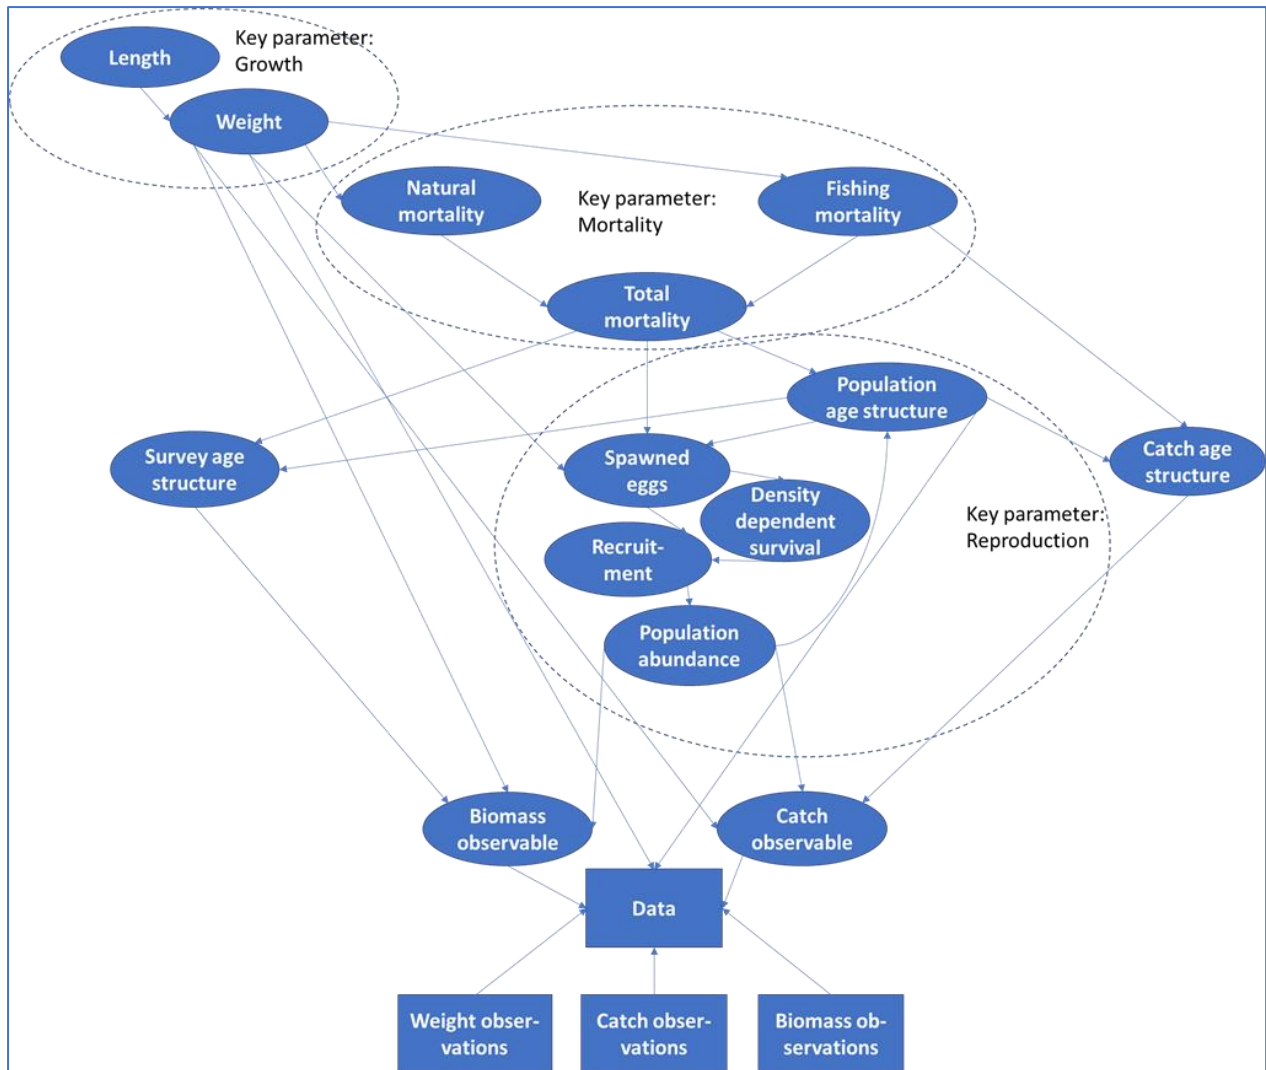 Length
Key parameter:
Growth
Weight
Natural
mortality
Key parameter:
Mortality
Fishing
mortality
Total
mortality
Population
age structure
Survey age
structure
Spawned
eggs
Catch age
structure
Density
dependent
survival
Key parameter:
Reproduction
Recruit-
ment
Population
abundance
Biomass
observable
Catch
observable
Data
Weight obser-
vations
Catch obser-
vations
Biomass ob-
servations